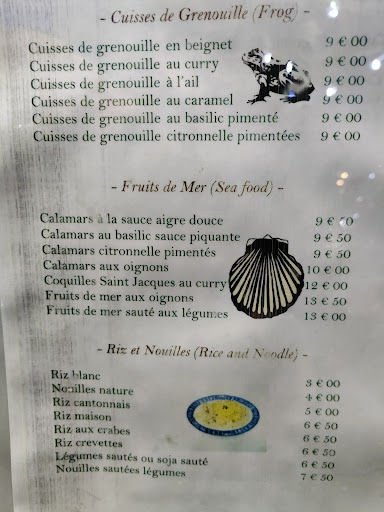 - Cuisses de Grenouille (Frog) -
Cuisses de grenouille en beignet 9 € 00
Cuisses de grenouille au curry 9 € 00
Cuisses de grenouille à l'ail 9 € 00
Cuisses de grenouille au caramel 9 € 00
Cuisses de grenouille au basilic pimenté 9 € 00
Cuisses de grenouille citronnelle pimentées 9 € 00
- Fruits de Mer (Sea food) -
Calamars à la sauce aigre douce 9 € 50
Calamars au basilic sauce piquante 9 € 50
Calamars citronnelle pimentés 9 € 50
Calamars aux oignons 10 € 00
Coquilles Saint Jacques au curry 12 € 00
Fruits de mer aux oignons 13 € 50
Fruits de mer sauté aux légumes 13 € 00
- Riz et Nouilles (Rice and Noodle) -
Riz blanc 3 € 00
Nouilles nature 4 € 00
Riz cantonnais 5 € 00
Riz maison 6 € 50
Riz aux crabes 6 € 50
Riz crevettes 6 € 50
Légumes sautés ou soja sauté 6 € 50
Nouilles sautées légumes 7 € 50